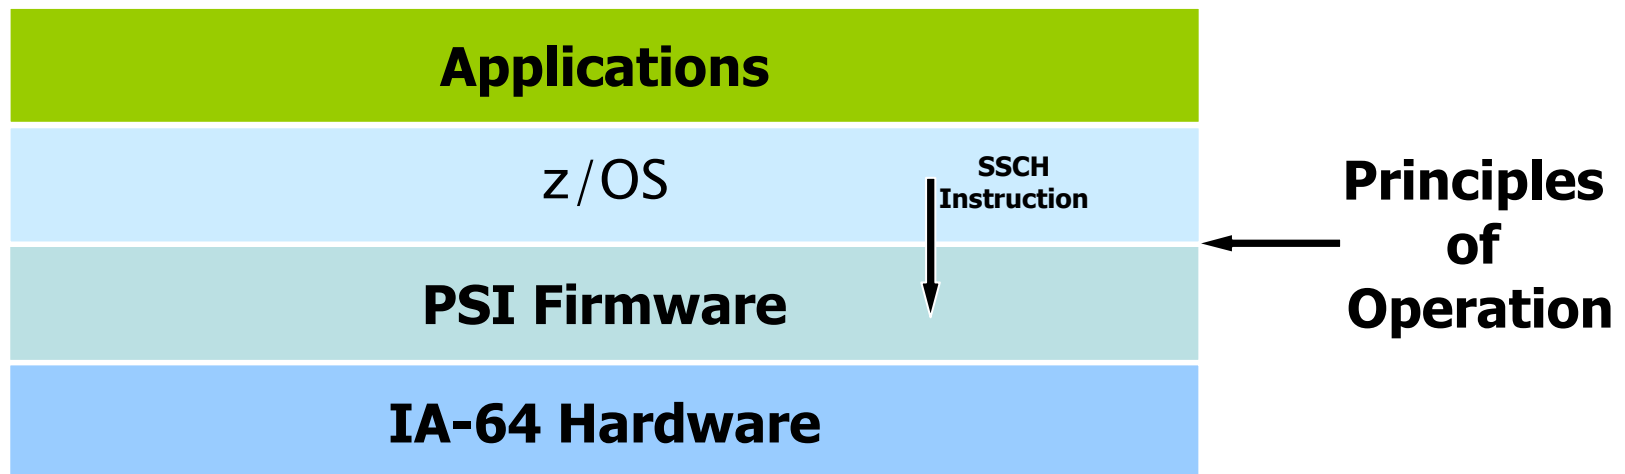 Applications
z/OS
SSCH
Instruction
PSI Firmware
IA-64 Hardware
Principles
of
Operation